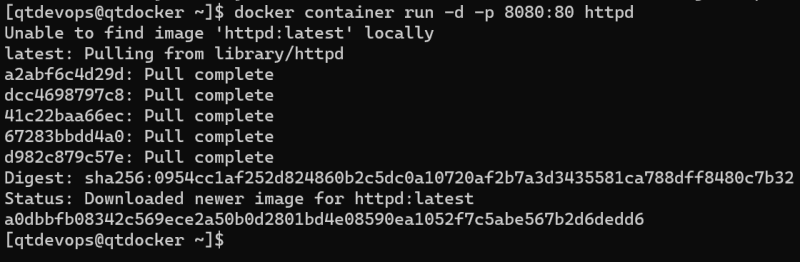 [qtdevops@qtdocker ~]$ docker container run -d -p 8080:80 httpd
Unable to find image 'httpd:latest' locally
latest: Pulling from library/httpd
a2abf6c4d29d: Pull complete
dcc4698797c8: Pull complete
41c22baa66ec: Pull complete
67283bbdd4a0: Pull complete
d982c879c57e: Pull complete
Digest: sha256:0954cc1af252d824860b2c5dc0a10720af2b7a3d3435581ca788dff8480c7b32
Status: Downloaded newer image for httpd:latest
a0dbbfb08342c569ece2a50b0d2801bd4e08590ea1052f7c5abe567b2d6dedd6
[qtdevops@qtdocker ~]$